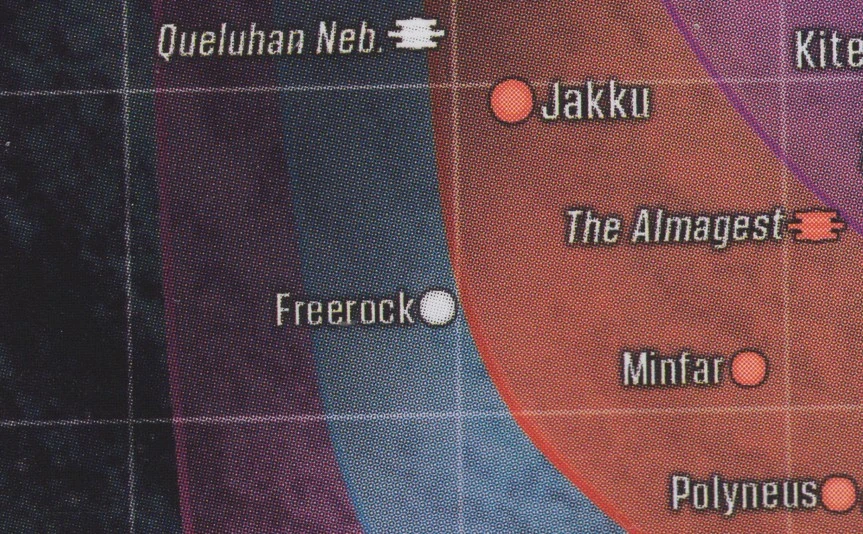 Queluhan Neb.
Kite
Jakku
The Almagest
Freerock
Minfar
Polyneus